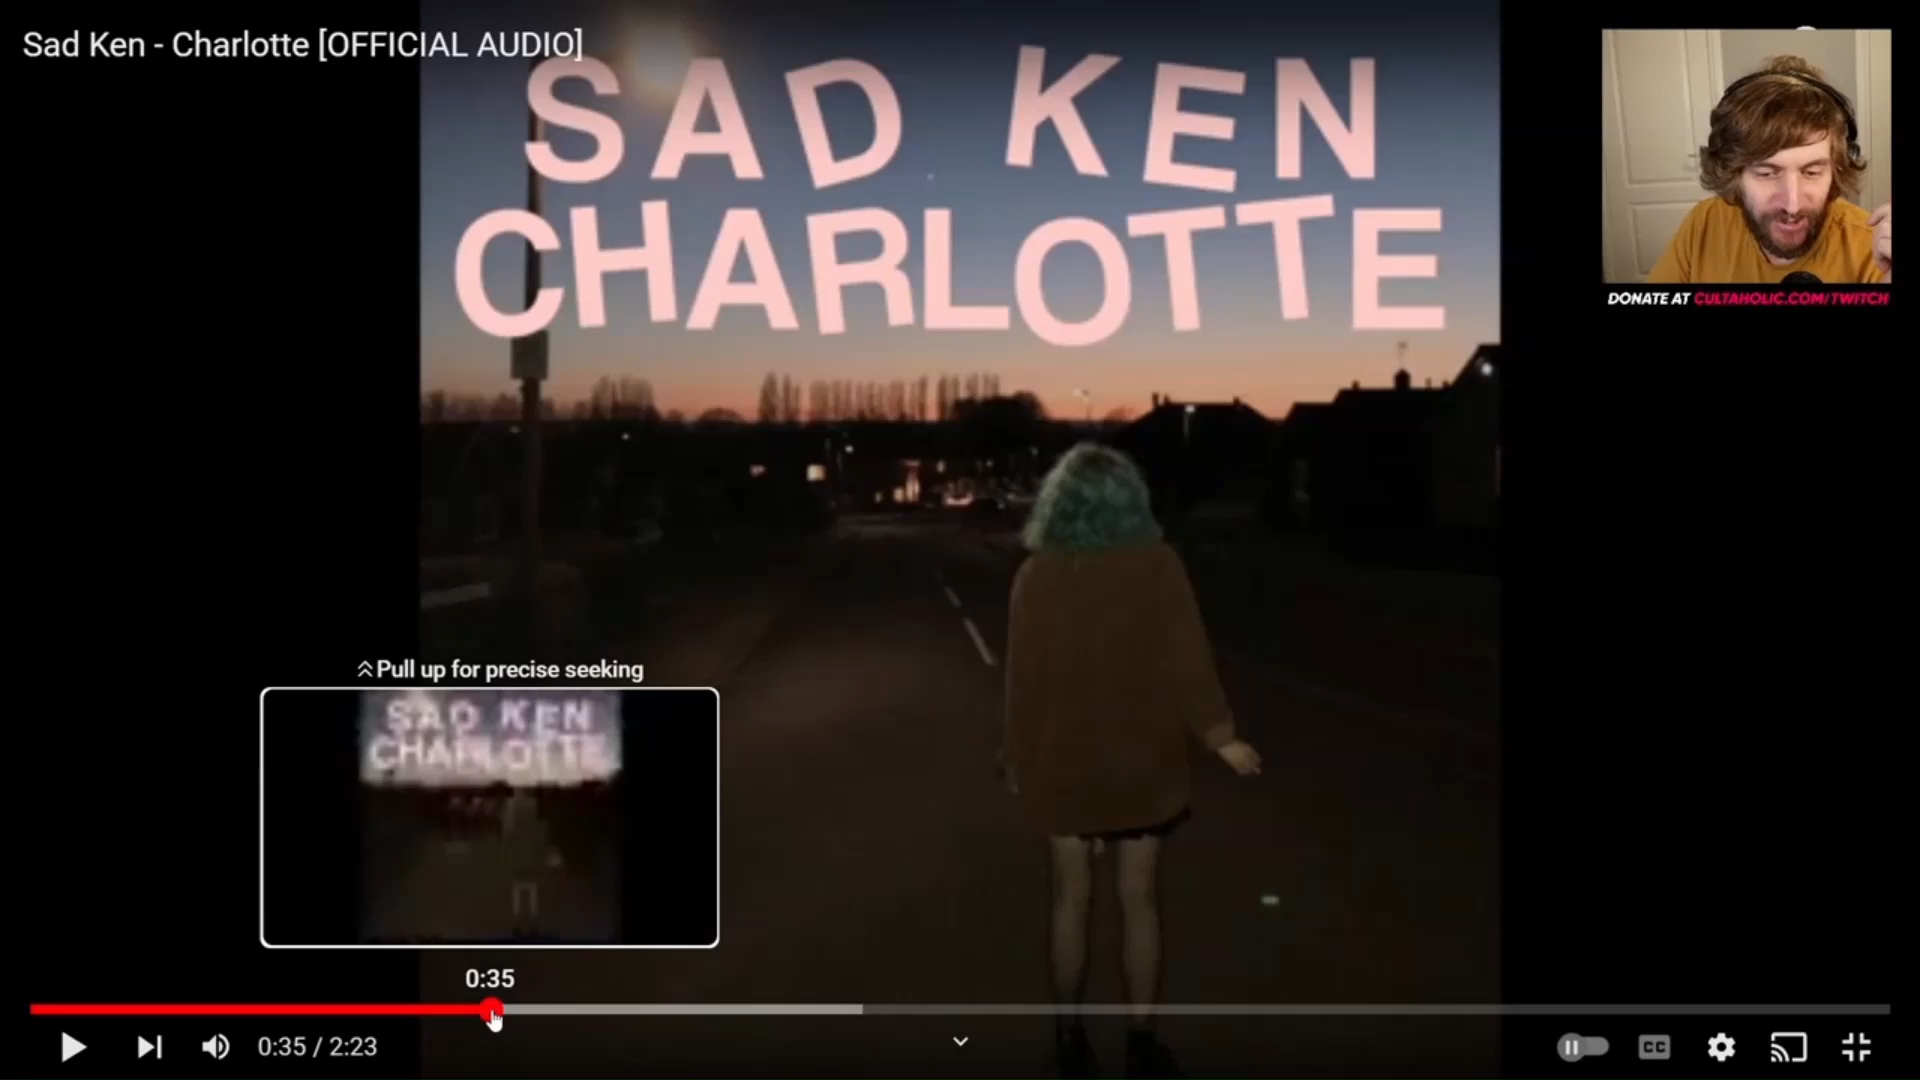 Sad Ken - Charlotte [OFFICIAL AUDIO]
SAD KEN
CHARLOTTE
DONATE AT CULTAHOLIC.COM/TWITCH
Pull up for precise seeking
SAD KEN
CHARLOTTE
0:35
0:35 / 2:23
CC